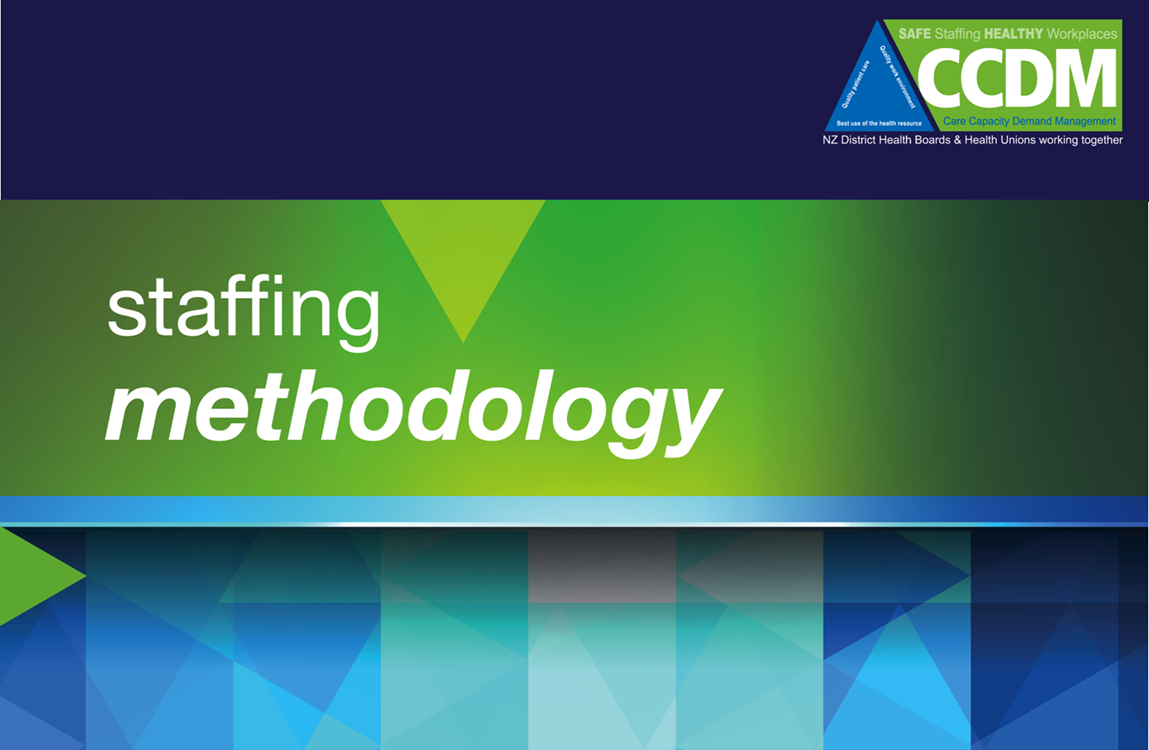 SAFE Staffing HEALTHY Workplaces
CCDM
Quality patient care
Quality work environment
Best use of the health resource
Care Capacity Demand Management
NZ District Health Boards & Health Unions working together
staffing
methodology